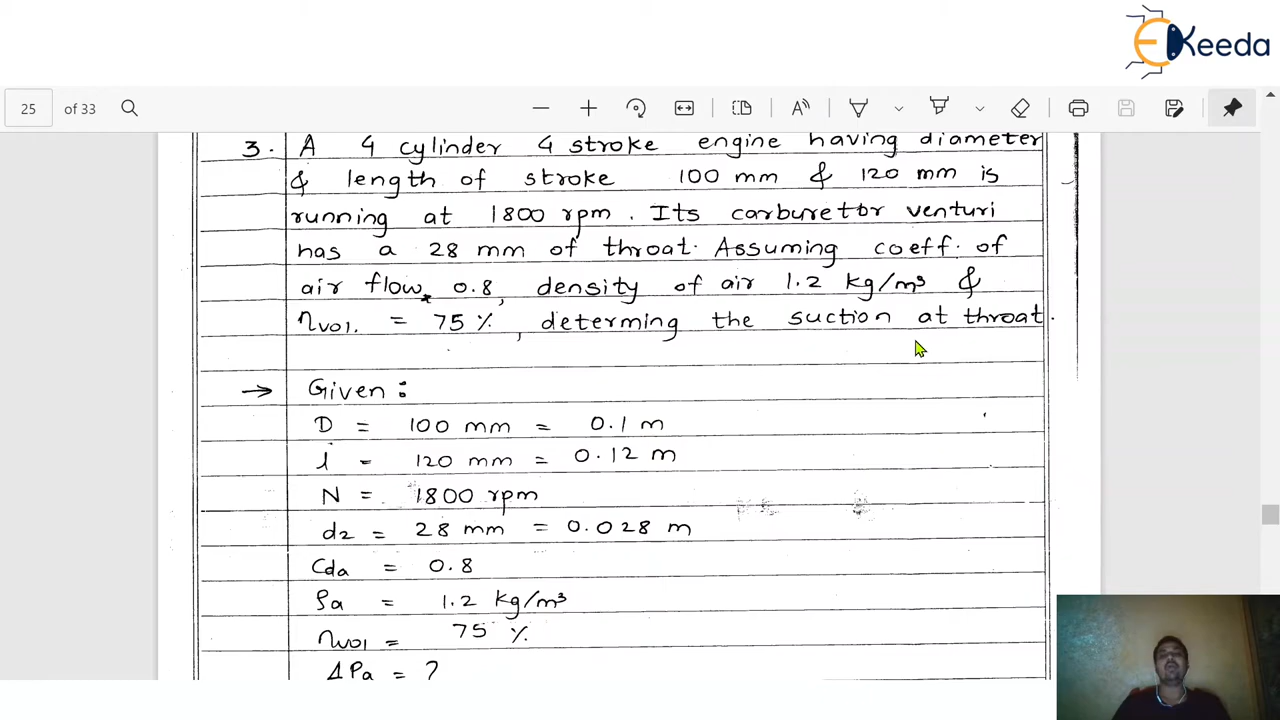 Keeda
25 of 33
3. A 4 cylinder 4 stroke engine having diameter
& length of stroke 100 mm & 120 mm is
running at 1800 rpm. Its carburettor venturi
has a 28 mm of throat. Assuming coeff. of
air flow 0.8, density of air 1.2 kg/m³ &
ηvol. = 75 %, determing the suction at throat.
→ Given :
D = 100 mm = 0.1 m
l = 120 mm = 0.12 m
N = 1800 rpm
d2 = 28 mm = 0.028 m
Cda = 0.8
ρa = 1.2 kg/m³
ηvol = 75 %
ΔPa = ?